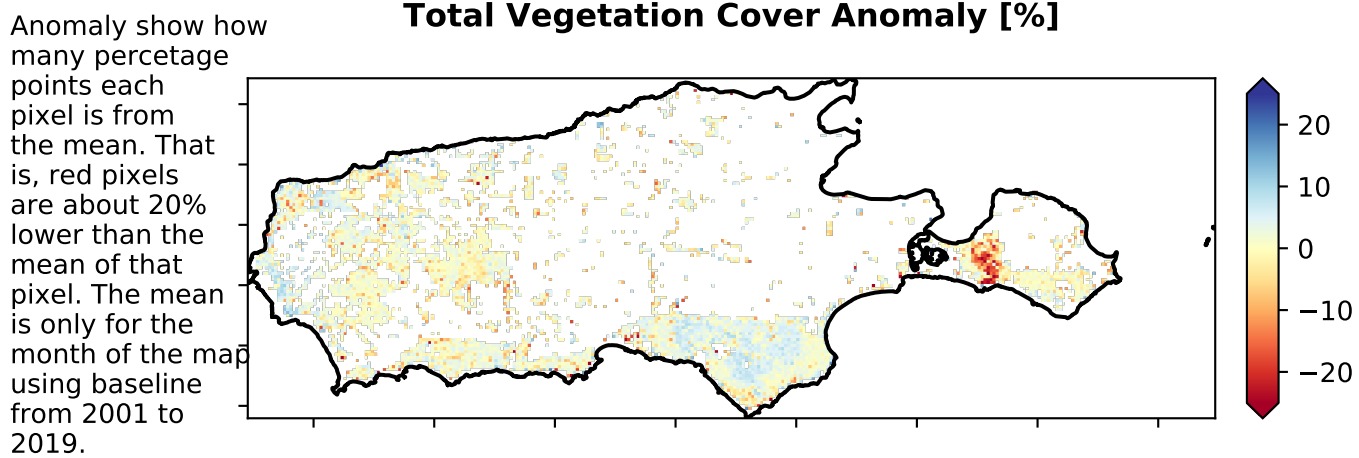 Total Vegetation Cover Anomaly [%]
Anomaly show how
many percetage
points each
pixel is from
the mean. That
is, red pixels
are about 20%
lower than the
mean of that
pixel. The mean
is only for the
month of the map
using baseline
from 2001 to
2019.
20
10
0
−10
−20